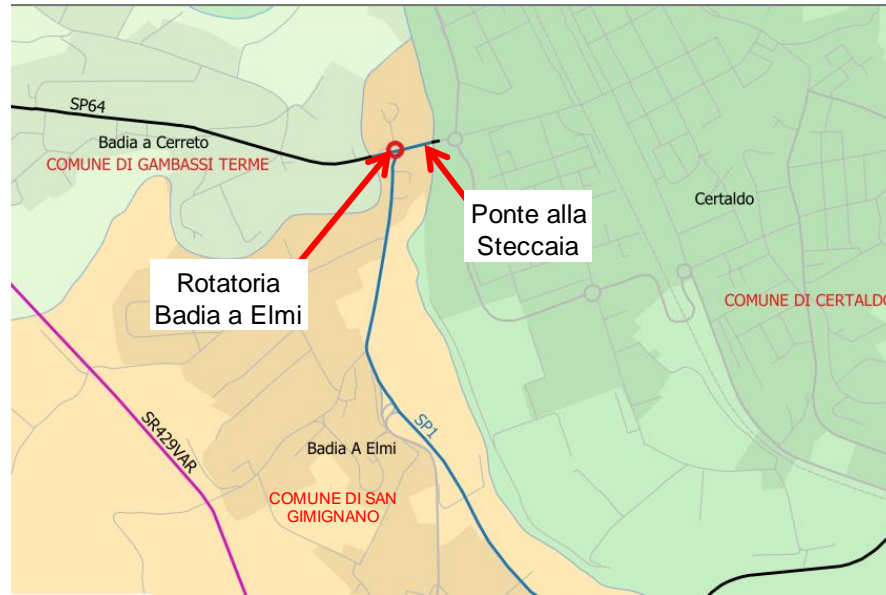 SP64
Badia a Cerreto
COMUNE DI GAMBASSI TERME
Ponte alla
Steccaia
Certaldo
Rotatoria
Badia a Elmi
COMUNE DI CERTALDO
SR429VAR
SP1
Badia A Elmi
COMUNE DI SAN
GIMIGNANO